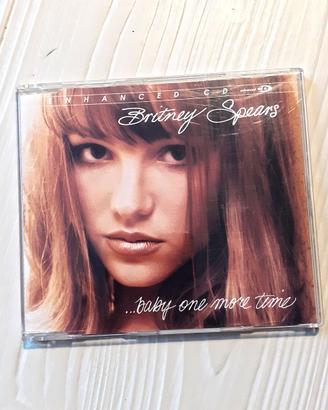 ENHANCED CD
Britney Spears
...baby one more time